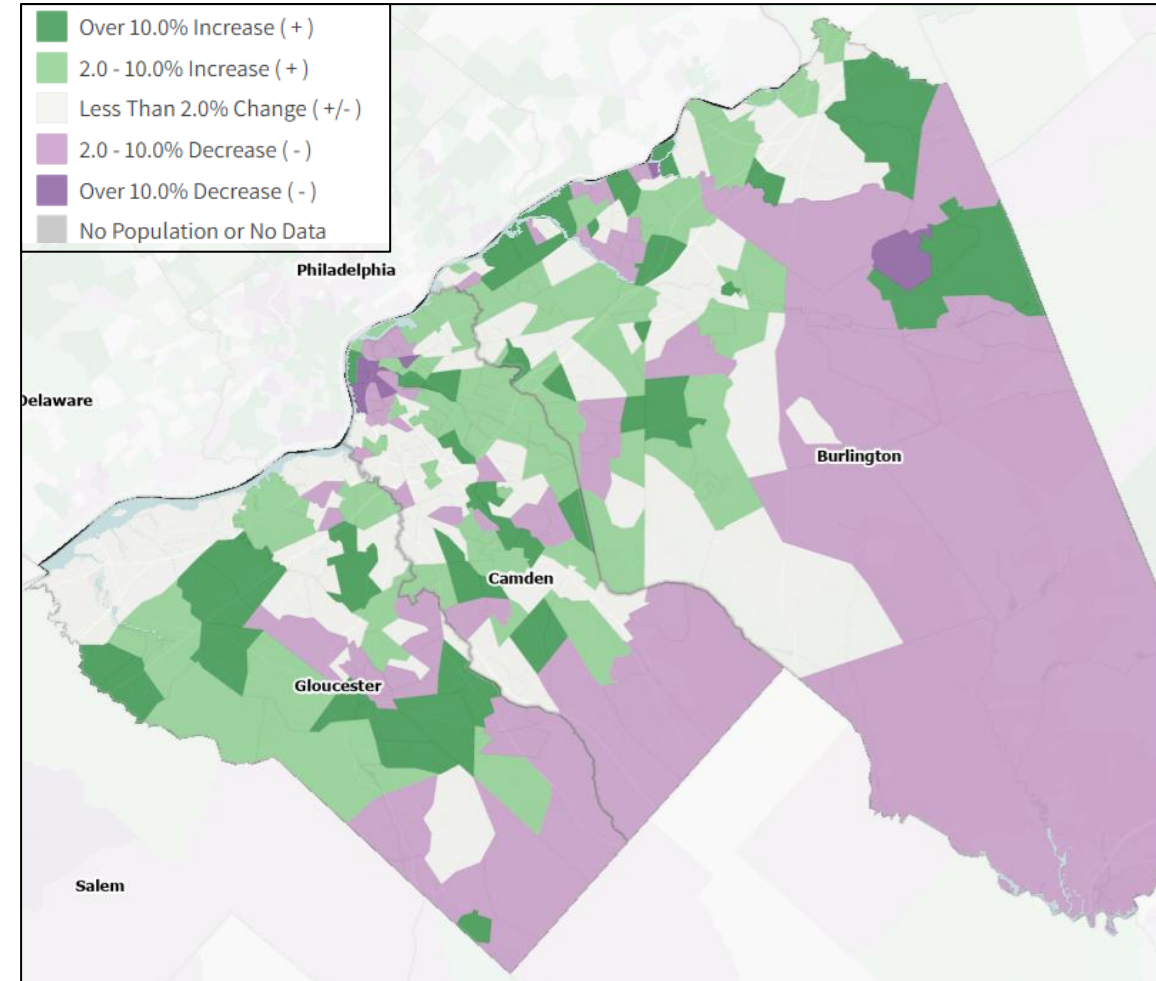 Over 10.0% Increase ( + )
2.0 - 10.0% Increase ( + )
Less Than 2.0% Change ( +/- )
2.0 - 10.0% Decrease ( - )
Over 10.0% Decrease ( - )
No Population or No Data
Philadelphia
Delaware
Burlington
Camden
Gloucester
Salem